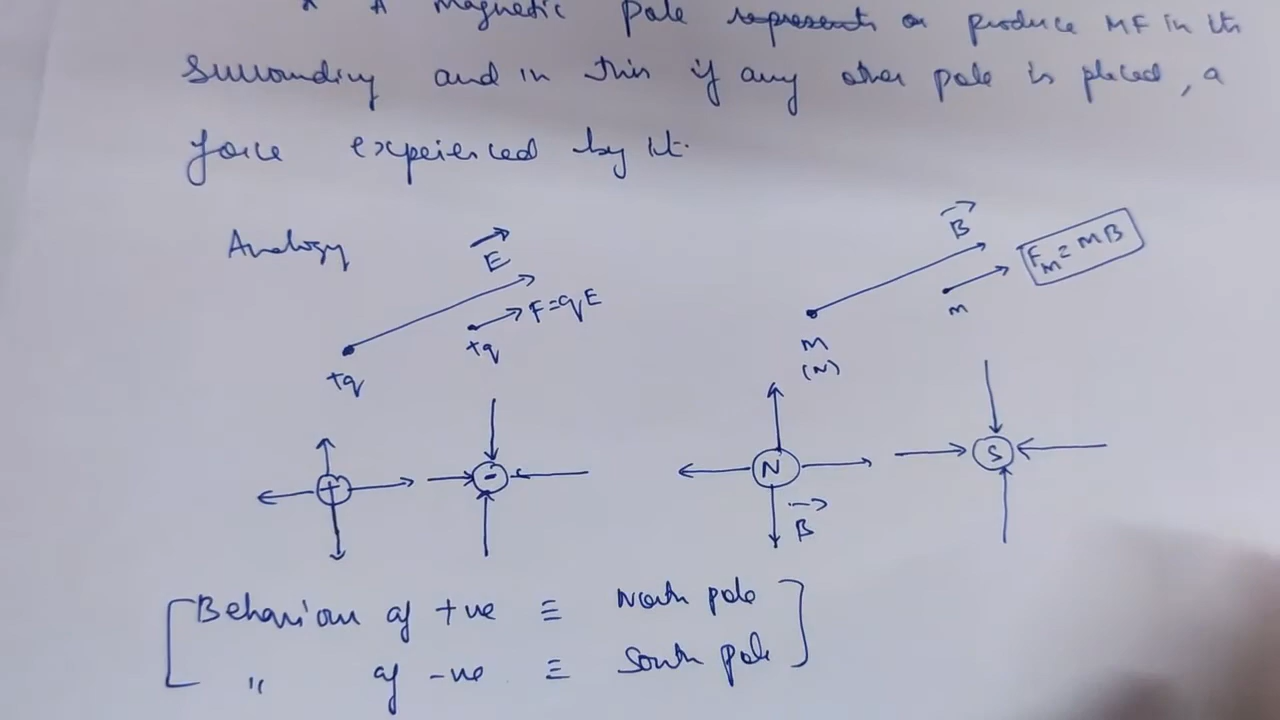 * A magnetic pole represents or produce MF in its
surrounding and in this if any other pole is placed, a
force experienced by it.
Analogy
E
F=qE
+q
+q
B
Fm = MB
m
M
(N)
+
-
N
B
S
[Behaviour of +ve ≡ North pole
" of -ve ≡ South pole]